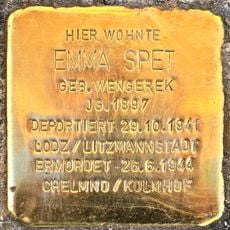 HIER WOHNTE
EMMA SPET
GEB. WENGEREK
JG. 1897
DEPORTIERT 29.10.1941
ŁODZ / LITZMANNSTADT
ERMORDET 26.6.1944
CHELMNO / KULMHOF